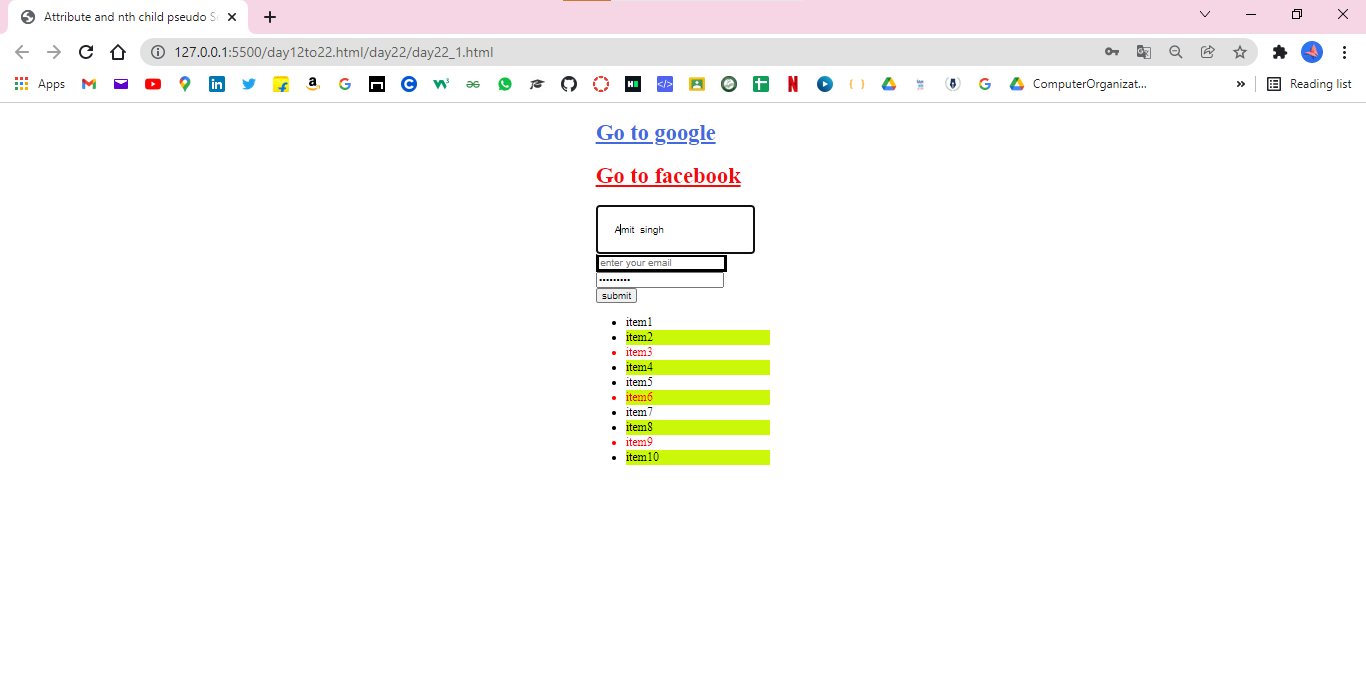 Attribute and nth child pseudo S
127.0.0.1:5500/day12to22.html/day22/day22_1.html
Apps
ComputerOrganizat...
Reading list
Go to google
Go to facebook
Amit singh
enter your email
•••••••••
submit
• item1
• item2
• item3
• item4
• item5
• item6
• item7
• item8
• item9
• item10